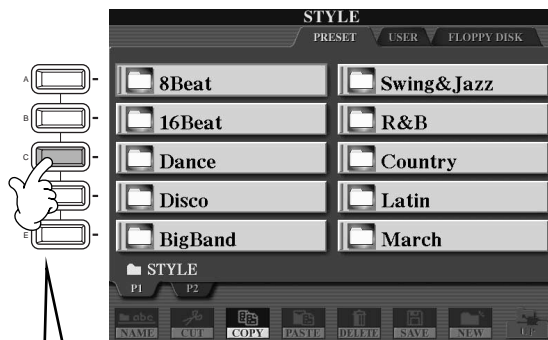 STYLE
PRESET USER FLOPPY DISK
A 8Beat Swing&Jazz
B 16Beat R&B
C Dance Country
Disco Latin
E BigBand March
STYLE
P1 P2
abc
NAME CUT COPY PASTE DELETE SAVE NEW UP